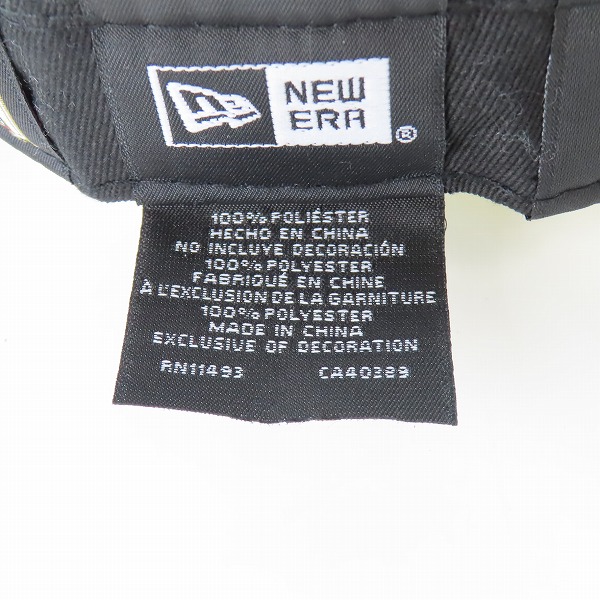 NEW
ERA®
100% POLIÉSTER
HECHO EN CHINA
NO INCLUYE DECORACIÓN
100% POLYESTER
FABRIQUÉ EN CHINE
À L'EXCLUSION DE LA GARNITURE
100% POLYESTER
MADE IN CHINA
EXCLUSIVE OF DECORATION
RN11493 CA40389